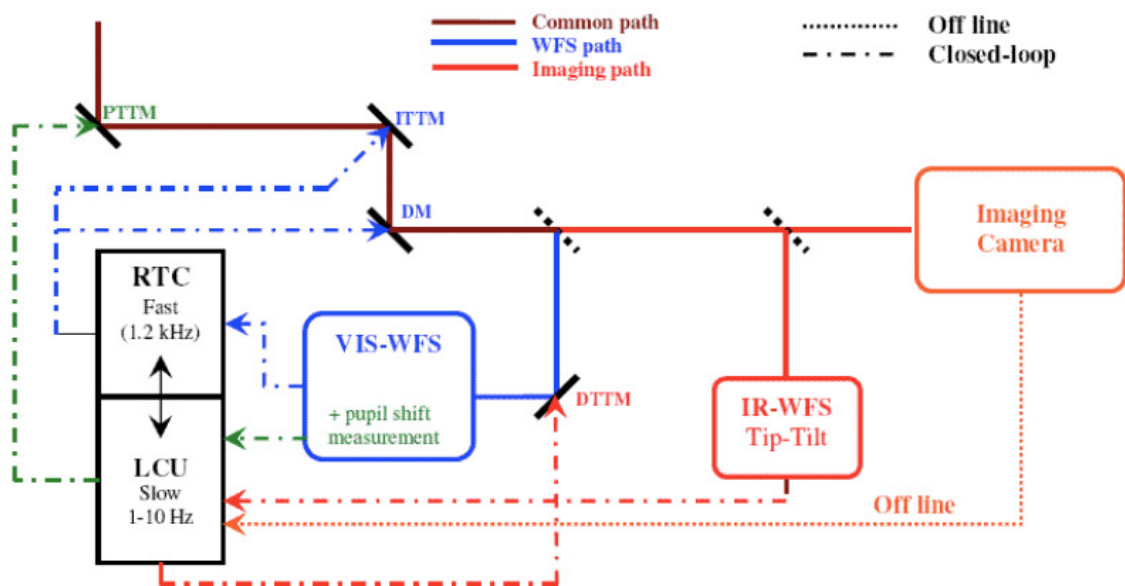 Common path
WFS path
Imaging path
Off line
Closed-loop
PTTM
ITTM
DM
Imaging
Camera
RTC
Fast
(1.2 kHz)
VIS-WFS
+ pupil shift
measurement
DTTM
IR-WFS
Tip-Tilt
LCU
Slow
1-10 Hz
Off line